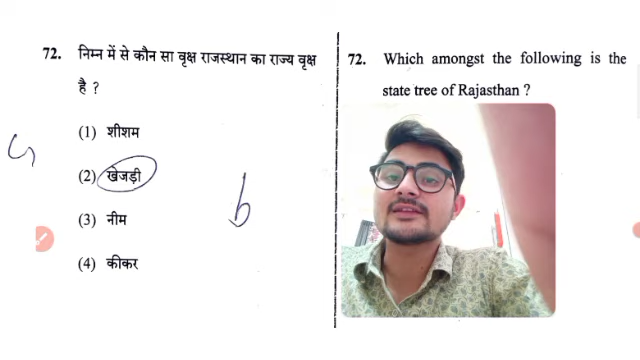 72. निम्न में से कौन सा वृक्ष राजस्थान का राज्य वृक्ष
है ?
(1) शीशम
(2) खेजड़ी
(3) नीम
(4) कीकर
b
72. Which amongst the following is the
state tree of Rajasthan ?